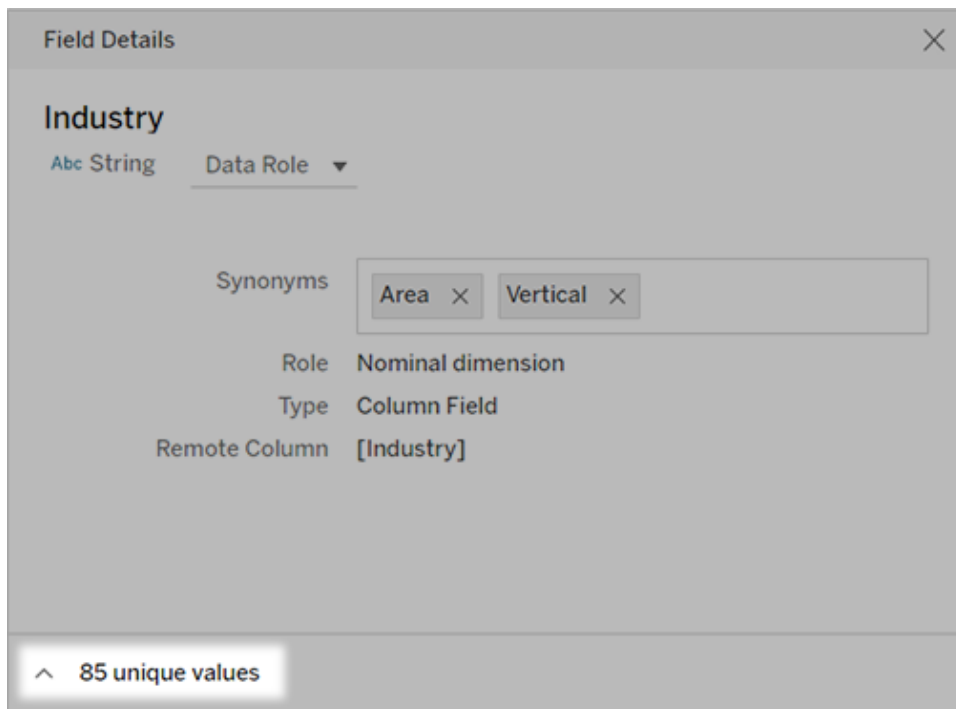 Field Details
Industry
Abc String Data Role
Synonyms Area Vertical
Role Nominal dimension
Type Column Field
Remote Column [Industry]
85 unique values